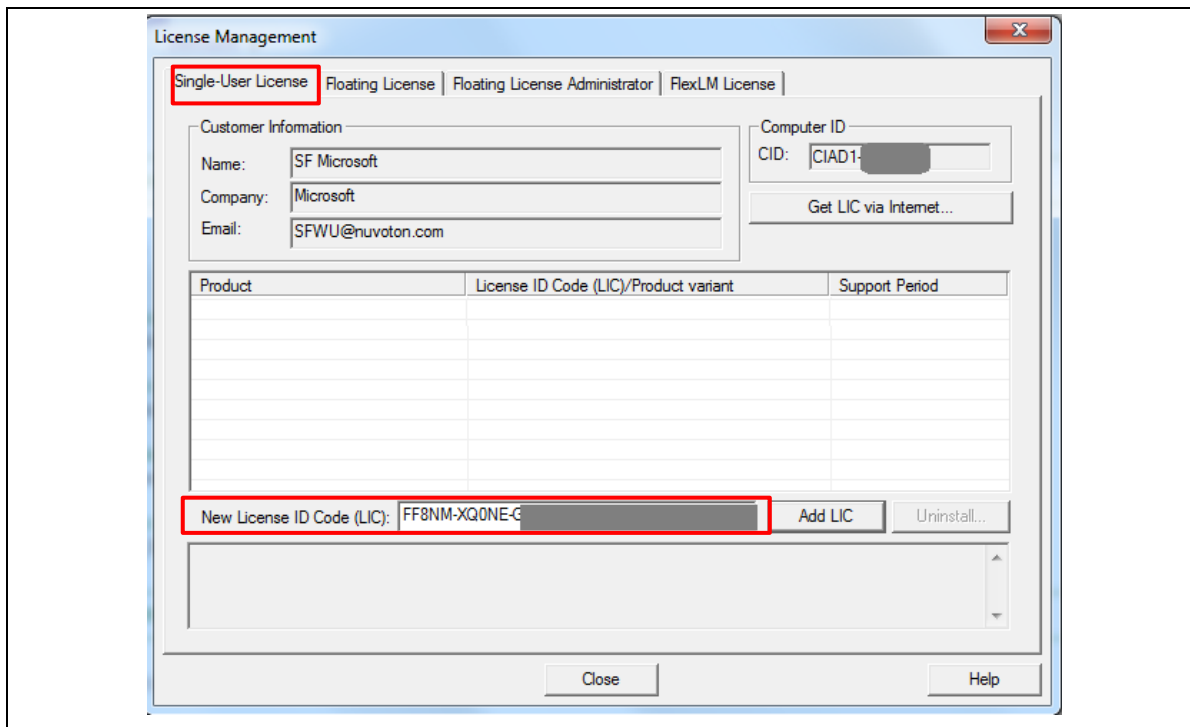 License Management
Single-User License Floating License Floating License Administrator FlexLM License
Customer Information
Name: SF Microsoft
Company: Microsoft
Email: SFWU@nuvoton.com
Computer ID
CID: CIAD1-
Get LIC via Internet...
Product License ID Code (LIC)/Product variant Support Period
New License ID Code (LIC): FF8NM-XQ0NE-G Add LIC Uninstall...
Close Help